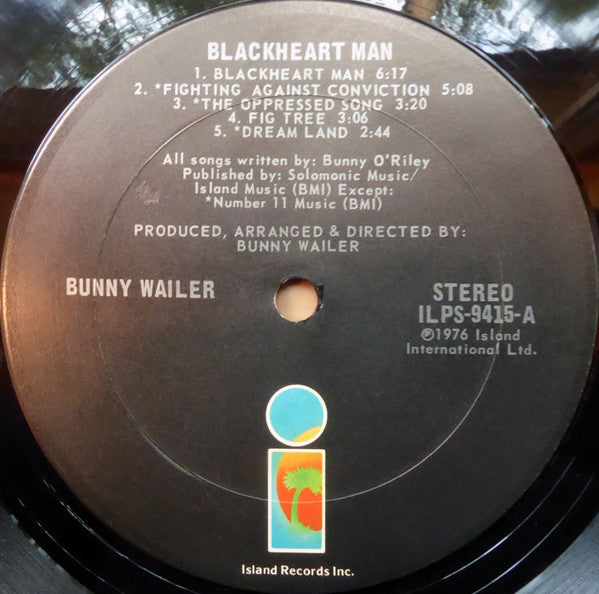 BLACKHEART MAN
1. BLACKHEART MAN 6:17
2. *FIGHTING AGAINST CONVICTION 5:08
3. *THE OPPRESSED SONG 3:20
4. FIG TREE 3:06
5. *DREAM LAND 2:44
All songs written by: Bunny O'Riley
Published by: Solomonic Music/
Island Music (BMI) Except:
*Number 11 Music (BMI)
PRODUCED, ARRANGED & DIRECTED BY:
BUNNY WAILER
BUNNY WAILER
STEREO
ILPS-9415-A
℗1976 Island
International Ltd.
Island Records Inc.